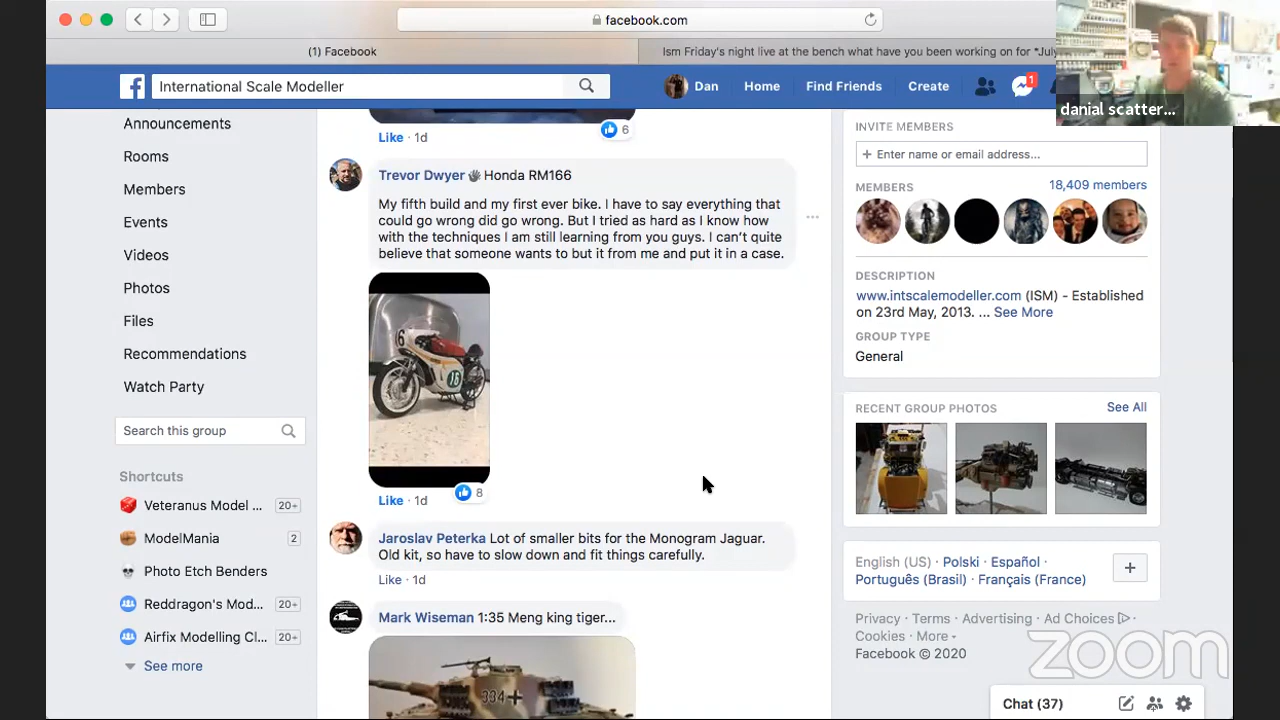 facebook.com
(1) Facebook
Ism Friday's night live at the bench what have you been working on for *July
International Scale Modeller
Dan
Home
Find Friends
Create
1
danial scatter...
Announcements
Rooms
Members
Events
Videos
Photos
Files
Recommendations
Watch Party
Search this group
Shortcuts
Veteranus Model ... 20+
ModelMania 2
Photo Etch Benders
Reddragon's Mod... 20+
Airfix Modelling Cl... 20+
See more
Like · 1d
6
Trevor Dwyer Honda RM166
My fifth build and my first ever bike. I have to say everything that
could go wrong did go wrong. But I tried as hard as I know how
with the techniques I am still learning from you guys. I can't quite
believe that someone wants to but it from me and put it in a case.
6
16
Like · 1d
8
Jaroslav Peterka Lot of smaller bits for the Monogram Jaguar.
Old kit, so have to slow down and fit things carefully.
Like · 1d
Mark Wiseman 1:35 Meng king tiger...
334
INVITE MEMBERS
+ Enter name or email address...
MEMBERS
18,409 members
DESCRIPTION
www.intscalemodeller.com (ISM) - Established
on 23rd May, 2013. ... See More
GROUP TYPE
General
RECENT GROUP PHOTOS
See All
English (US) · Polski · Español ·
Português (Brasil) · Français (France)
Privacy · Terms · Advertising · Ad Choices ·
Cookies · More
Facebook © 2020
zoom
Chat (37)